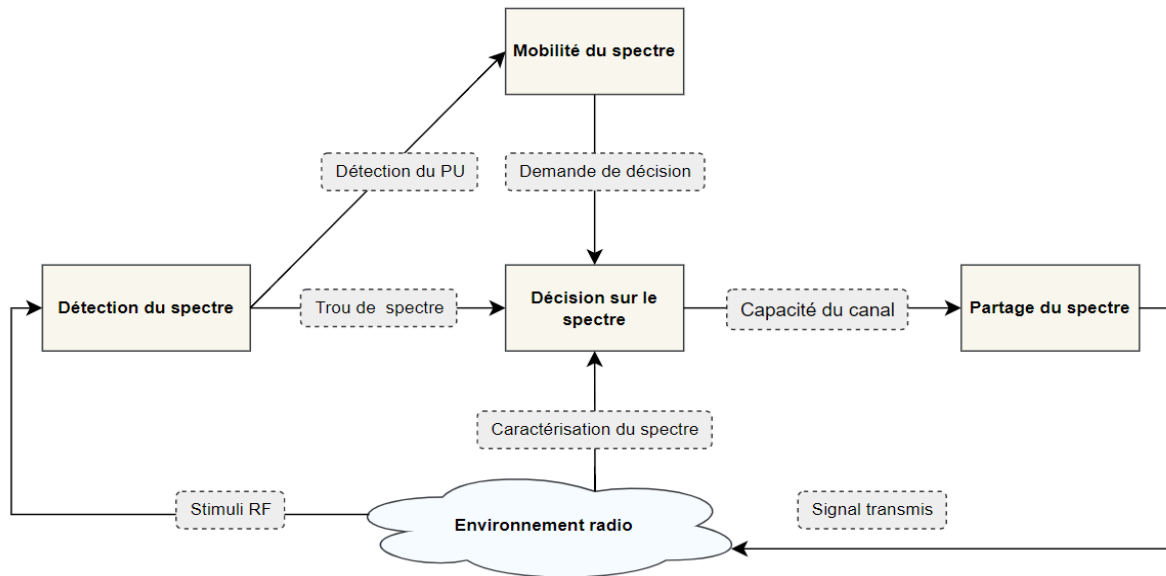 Mobilité du spectre
Détection du PU
Demande de décision
Détection du spectre
Trou de spectre
Décision sur le
spectre
Capacité du canal
Partage du spectre
Caractérisation du spectre
Stimuli RF
Environnement radio
Signal transmis